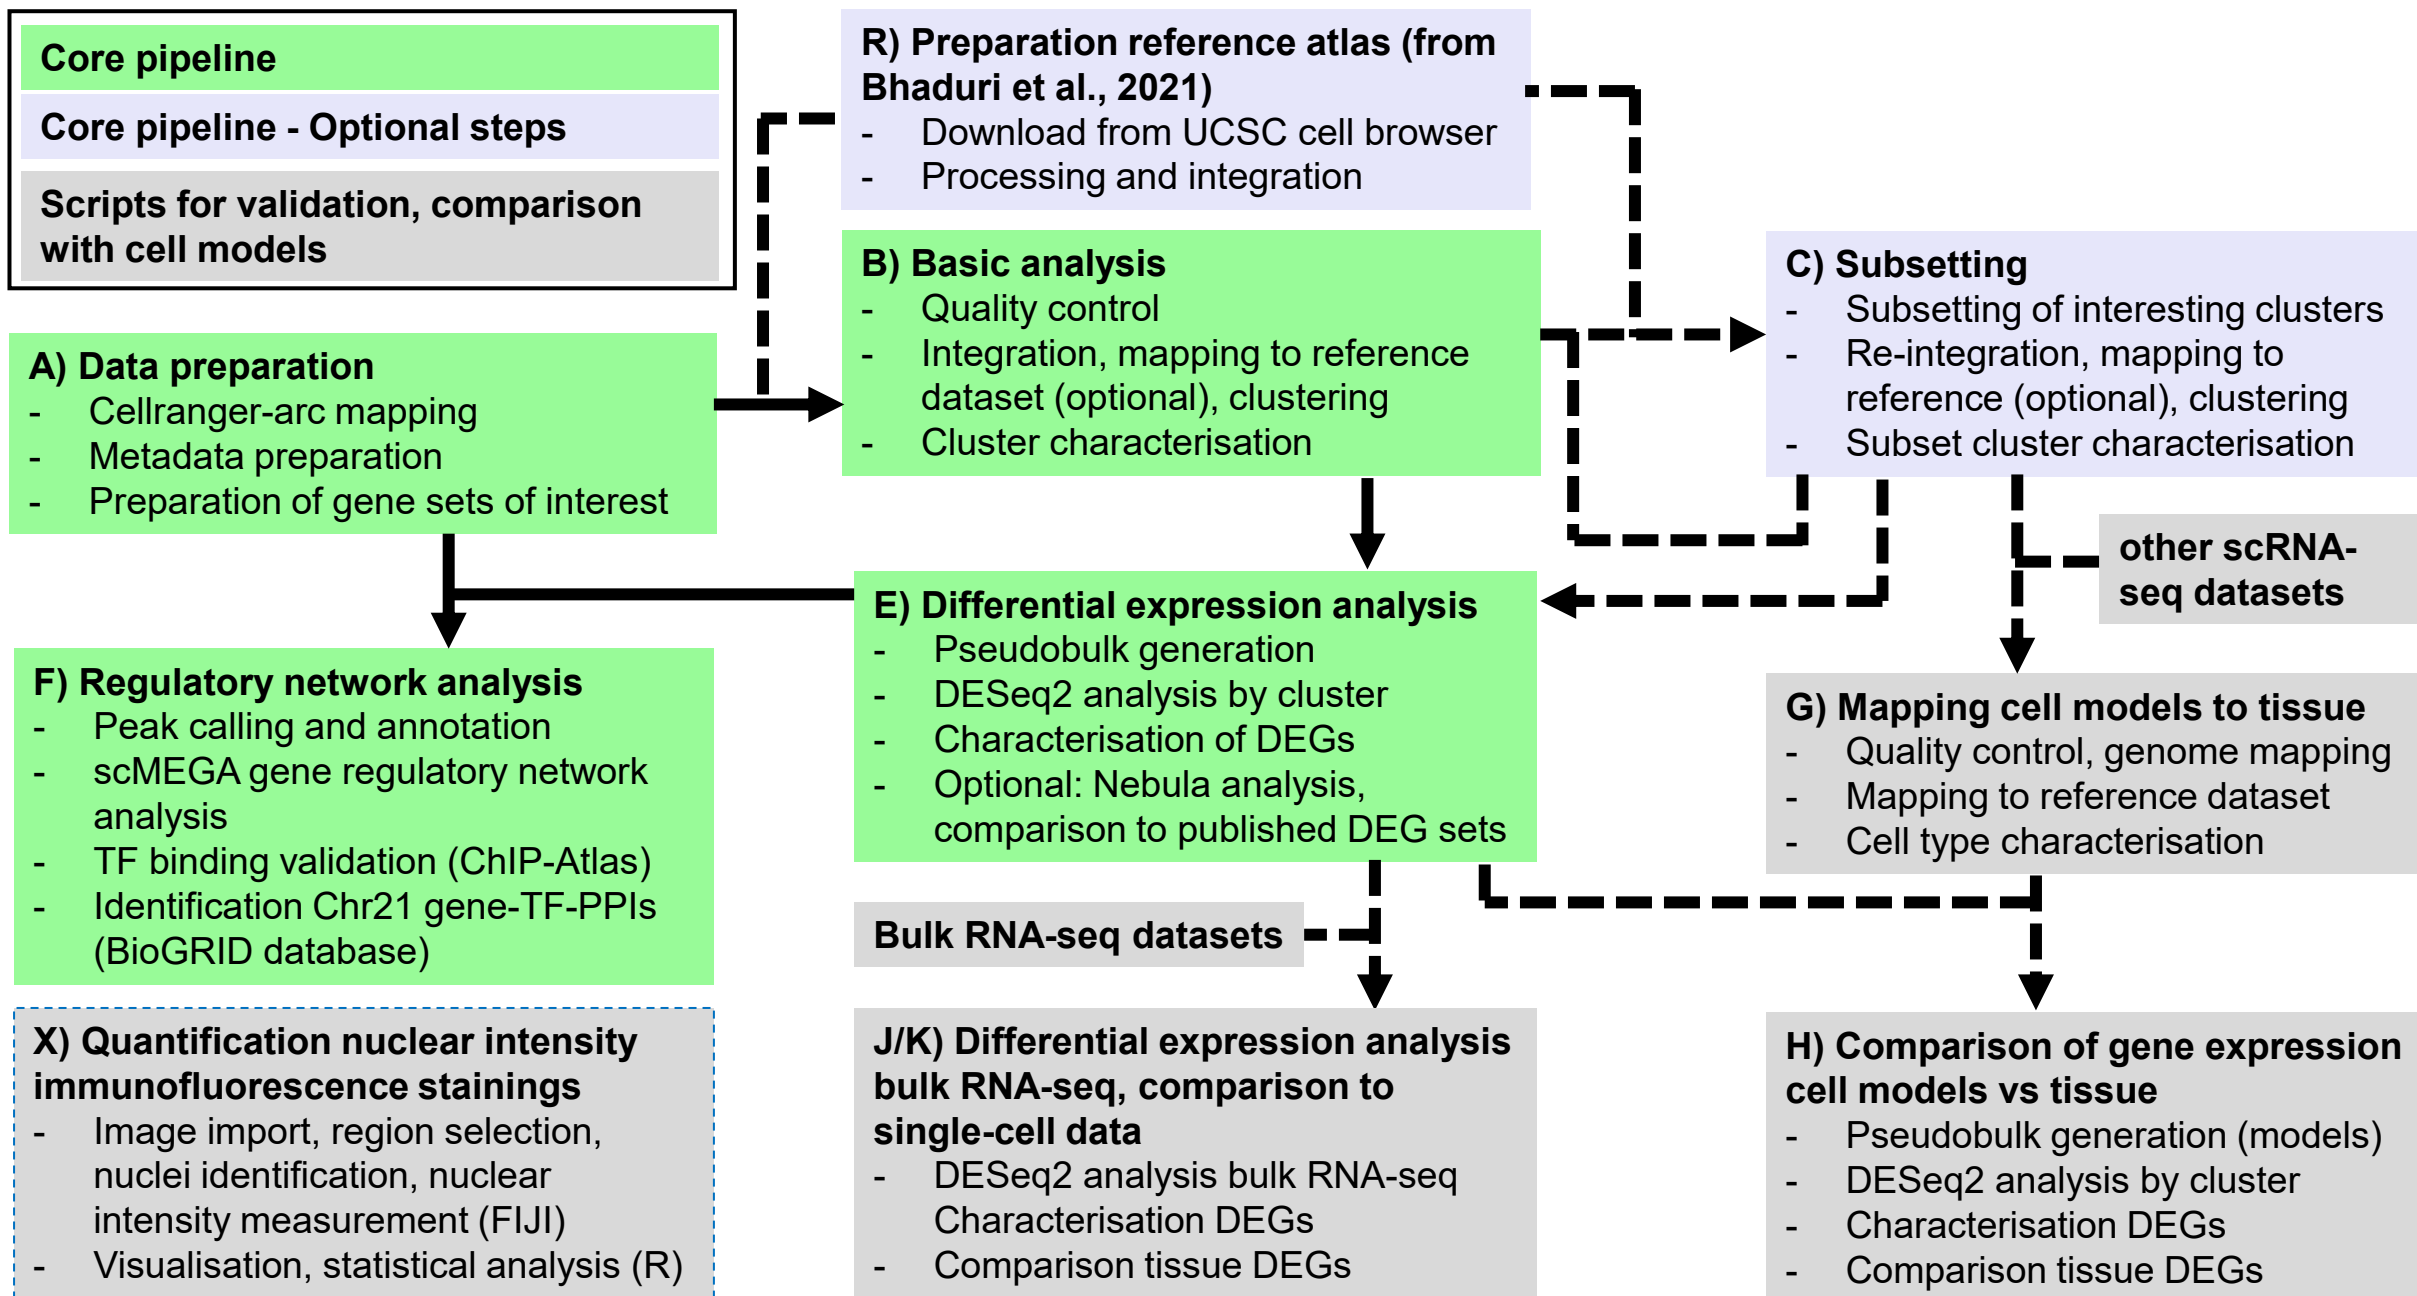 Core pipeline
Core pipeline - Optional steps
Scripts for validation, comparison
with cell models
R) Preparation reference atlas (from
Bhaduri et al., 2021)
- Download from UCSC cell browser
- Processing and integration
A) Data preparation
- Cellranger-arc mapping
- Metadata preparation
- Preparation of gene sets of interest
B) Basic analysis
- Quality control
- Integration, mapping to reference
dataset (optional), clustering
- Cluster characterisation
C) Subsetting
- Subsetting of interesting clusters
- Re-integration, mapping to
reference (optional), clustering
- Subset cluster characterisation
other scRNA-
seq datasets
E) Differential expression analysis
- Pseudobulk generation
- DESeq2 analysis by cluster
- Characterisation of DEGs
- Optional: Nebula analysis,
comparison to published DEG sets
F) Regulatory network analysis
- Peak calling and annotation
- scMEGA gene regulatory network
analysis
- TF binding validation (ChIP-Atlas)
- Identification Chr21 gene-TF-PPIs
(BioGRID database)
G) Mapping cell models to tissue
- Quality control, genome mapping
- Mapping to reference dataset
- Cell type characterisation
Bulk RNA-seq datasets
X) Quantification nuclear intensity
immunofluorescence stainings
- Image import, region selection,
nuclei identification, nuclear
intensity measurement (FIJI)
- Visualisation, statistical analysis (R)
J/K) Differential expression analysis
bulk RNA-seq, comparison to
single-cell data
- DESeq2 analysis bulk RNA-seq
Characterisation DEGs
- Comparison tissue DEGs
H) Comparison of gene expression
cell models vs tissue
- Pseudobulk generation (models)
- DESeq2 analysis by cluster
- Characterisation DEGs
- Comparison tissue DEGs